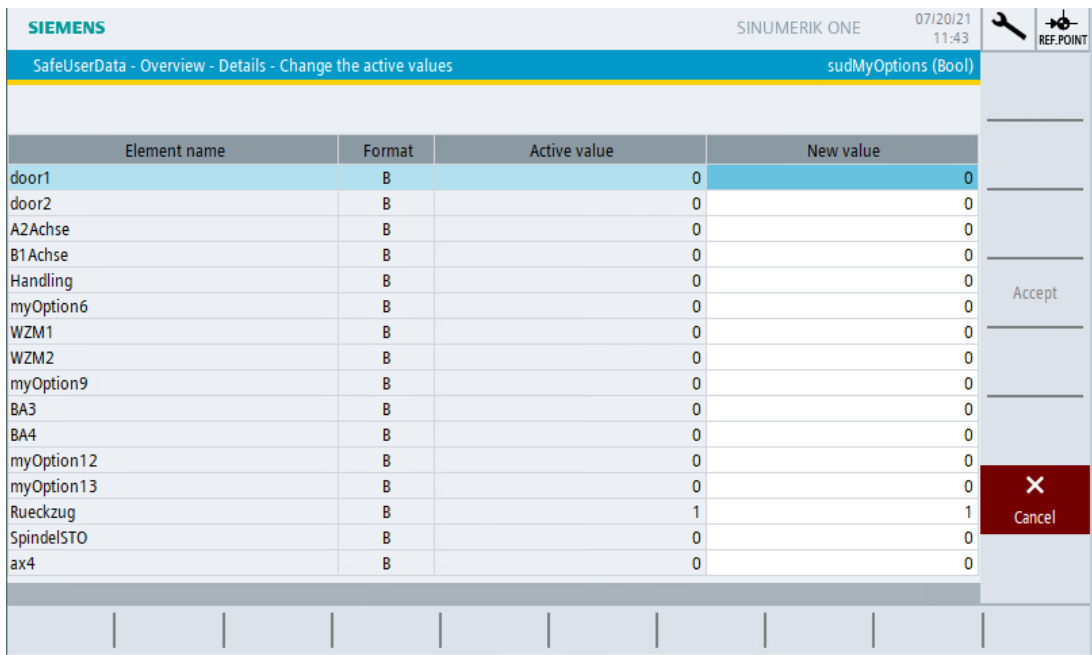 SIEMENS SINUMERIK ONE 07/20/21
11:43 REF.POINT
SafeUserData - Overview - Details - Change the active values sudMyOptions (Bool)
Element name Format Active value New value
door1 B 0 0
door2 B 0 0
A2Achse B 0 0
B1Achse B 0 0
Handling B 0 0
myOption6 B 0 0
WZM1 B 0 0
WZM2 B 0 0
myOption9 B 0 0
BA3 B 0 0
BA4 B 0 0
myOption12 B 0 0
myOption13 B 0 0
Rueckzug B 1 1
SpindelSTO B 0 0
ax4 B 0 0
Accept
Cancel